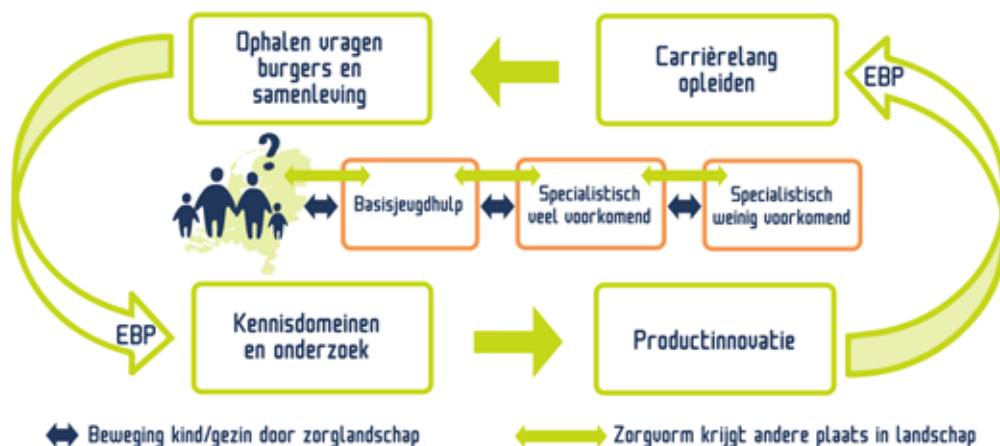 Ophalen vragen
burgers en
samenleving
Carrièrelang
opleiden
EBP
?
Basisjeugdhulp
Specialistisch
veel voorkomend
Specialistisch
weinig voorkomend
EBP
Kennisdomeinen
en onderzoek
Productinnovatie
Beweging kind/gezin door zorglandschap
Zorgvorm krijgt andere plaats in landschap